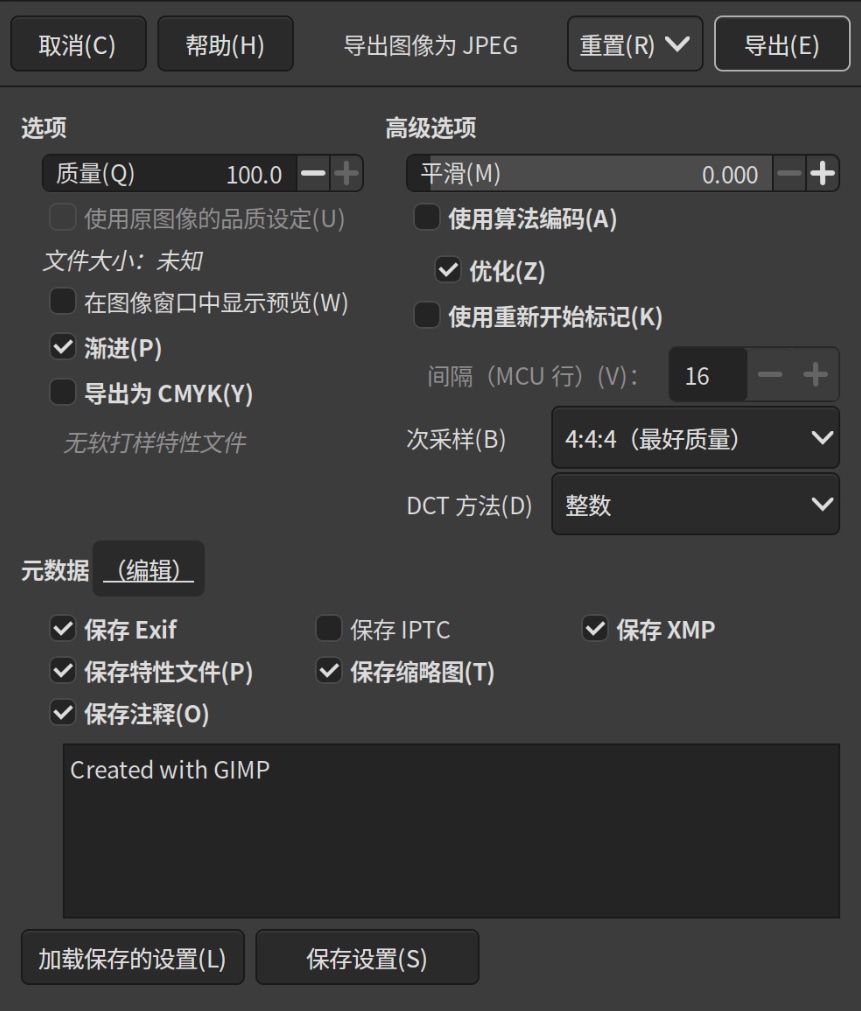 取消(C) 帮助(H) 导出图像为 JPEG 重置(R) 导出(E)
选项
质量(Q) 100.0
使用原图像的品质设定(U)
文件大小：未知
在图像窗口中显示预览(W)
渐进(P)
导出为 CMYK(Y)
无软打样特性文件
高级选项
平滑(M) 0.000
使用算法编码(A)
优化(Z)
使用重新开始标记(K)
间隔（MCU 行）(V)： 16
次采样(B) 4:4:4（最好质量）
DCT 方法(D) 整数
元数据 （编辑）
保存 Exif 保存 IPTC 保存 XMP
保存特性文件(P) 保存缩略图(T)
保存注释(O)
Created with GIMP
加载保存的设置(L) 保存设置(S)